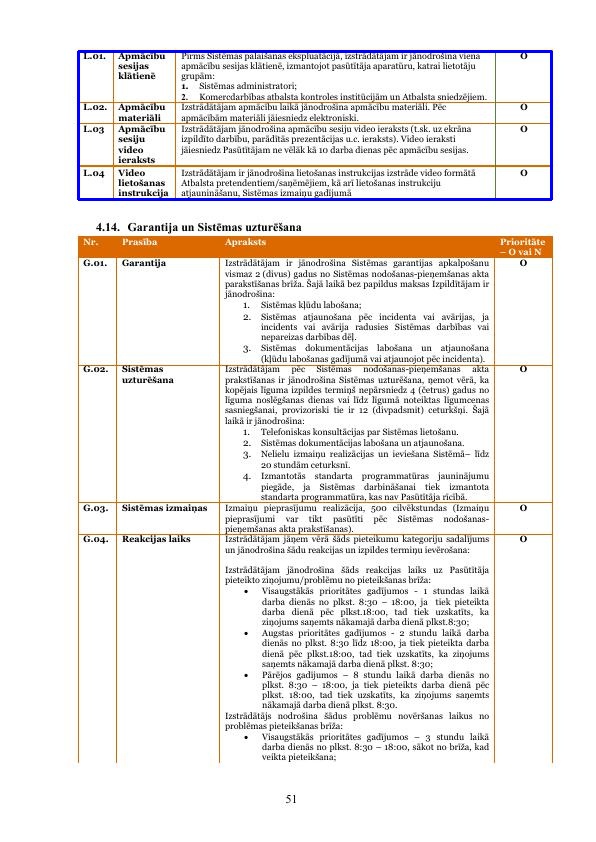 L.01. Apmācību sesijas klātienē Pirms Sistēmas palaišanas ekspluatācijā, izstrādātājam ir jānodrošina viena O
apmācību sesijas klātienē, izmantojot pasūtītāja aparatūru, katrai lietotāju
grupām:
1. Sistēmas administratori;
2. Komercdarbības atbalsta kontroles institūcijām un Atbalsta sniedzējiem.
L.02. Apmācību materiāli Izstrādātājam apmācību laikā jānodrošina apmācību materiāli. Pēc O
apmācībām materiāli jāiesniedz elektroniski.
L.03 Apmācību sesiju video ieraksts Izstrādātājam jānodrošina apmācību sesiju video ieraksts (t.sk. uz ekrāna O
izpildīto darbību, parādītās prezentācijas u.c. ieraksts). Video ieraksti
jāiesniedz Pasūtītājam ne vēlāk kā 10 darba dienas pēc apmācību sesijas.
L.04 Video lietošanas instrukcija Izstrādātājam ir jānodrošina lietošanas instrukcijas izstrāde video formātā O
Atbalsta pretendentiem/saņēmējiem, kā arī lietošanas instrukciju
atjaunināšanu, Sistēmas izmaiņu gadījumā
4.14. Garantija un Sistēmas uzturēšana
Nr. Prasība Apraksts Prioritāte – O vai N
G.01. Garantija Izstrādātājam ir jānodrošina Sistēmas garantijas apkalpošanu O
vismaz 2 (divus) gadus no Sistēmas nodošanas-pieņemšanas akta
parakstīšanas brīža. Šajā laikā bez papildus maksas Izpildītājam ir
jānodrošina:
1. Sistēmas kļūdu labošana;
2. Sistēmas atjaunošana pēc incidenta vai avārijas, ja
incidents vai avārija radusies Sistēmas darbības vai
nepareizas darbības dēļ.
3. Sistēmas dokumentācijas labošana un atjaunošana
(kļūdu labošanas gadījumā vai atjaunojot pēc incidenta).
G.02. Sistēmas uzturēšana Izstrādātājam pēc Sistēmas nodošanas-pieņemšanas akta O
prakstīšanas ir jānodrošina Sistēmas uzturēšana, ņemot vērā, ka
kopējais līguma izpildes termiņš nepārsniedz 4 (četrus) gadus no
līguma noslēgšanas dienas vai līdz līgumā noteiktas līgumcenas
sasniegšanai, provizoriski tie ir 12 (divpadsmit) ceturkšņi. Šajā
laikā ir jānodrošina:
1. Telefoniskas konsultācijas par Sistēmas lietošanu.
2. Sistēmas dokumentācijas labošana un atjaunošana.
3. Nelielu izmaiņu realizācijas un ieviešana Sistēmā– līdz
20 stundām ceturksnī.
4. Izmantotās standarta programmatūras jauninājumu
piegāde, ja Sistēmas darbināšanai tiek izmantota
standarta programmatūra, kas nav Pasūtītāja rīcībā.
G.03. Sistēmas izmaiņas Izmaiņu pieprasījumu realizācija, 500 cilvēkstundas (Izmaiņu O
pieprasījumi var tikt pasūtīti pēc Sistēmas nodošanas-
pieņemšanas akta prakstīšanas).
G.04. Reakcijas laiks Izstrādātājam jāņem vērā šāds pieteikumu kategoriju sadalījums O
un jānodrošina šādu reakcijas un izpildes termiņu ievērošana:
Izstrādātājam jānodrošina šāds reakcijas laiks uz Pasūtītāja
pieteikto ziņojumu/problēmu no pieteikšanas brīža:
• Visaugstākās prioritātes gadījumos - 1 stundas laikā
darba dienās no plkst. 8:30 – 18:00, ja tiek pieteikta
darba dienā pēc plkst.18:00, tad tiek uzskatīts, ka
ziņojums saņemts nākamajā darba dienā plkst.8:30;
• Augstas prioritātes gadījumos - 2 stundu laikā darba
dienās no plkst. 8:30 līdz 18:00, ja tiek pieteikta darba
dienā pēc plkst.18:00, tad tiek uzskatīts, ka ziņojums
saņemts nākamajā darba dienā plkst. 8:30;
• Pārējos gadījumos – 8 stundu laikā darba dienās no
plkst. 8:30 – 18:00, ja tiek pieteikts darba dienā pēc
plkst. 18:00, tad tiek uzskatīts, ka ziņojums saņemts
nākamajā darba dienā plkst. 8:30.
Izstrādātājs nodrošina šādus problēmu novēršanas laikus no
problēmas pieteikšanas brīža:
• Visaugstākās prioritātes gadījumos – 3 stundu laikā
darba dienās no plkst. 8:30 – 18:00, sākot no brīža, kad
veikta pieteikšana;
51